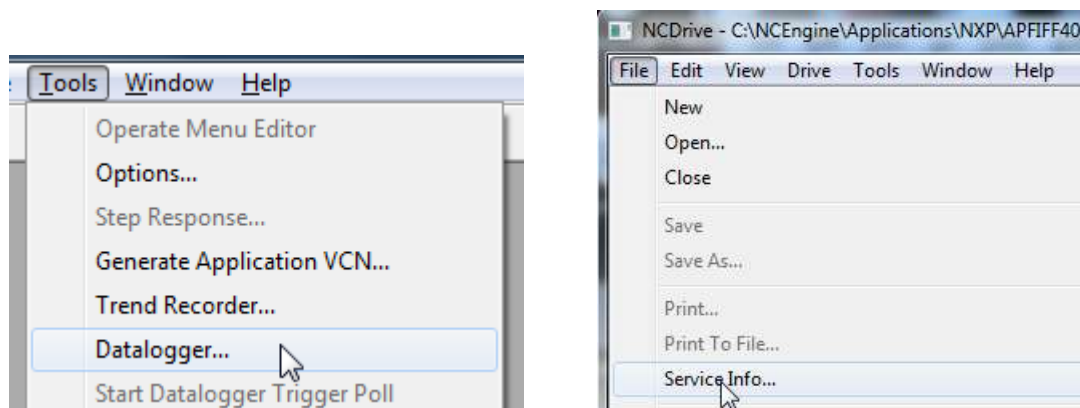 Tools Window Help
Operate Menu Editor
Options...
Step Response...
Generate Application VCN...
Trend Recorder...
Datalogger...
Start Datalogger Trigger Poll
NCDrive - C:\NCEngine\Applications\NXP\APFIFF40
File Edit View Drive Tools Window Help
New
Open...
Close
Save
Save As...
Print...
Print To File...
Service Info...